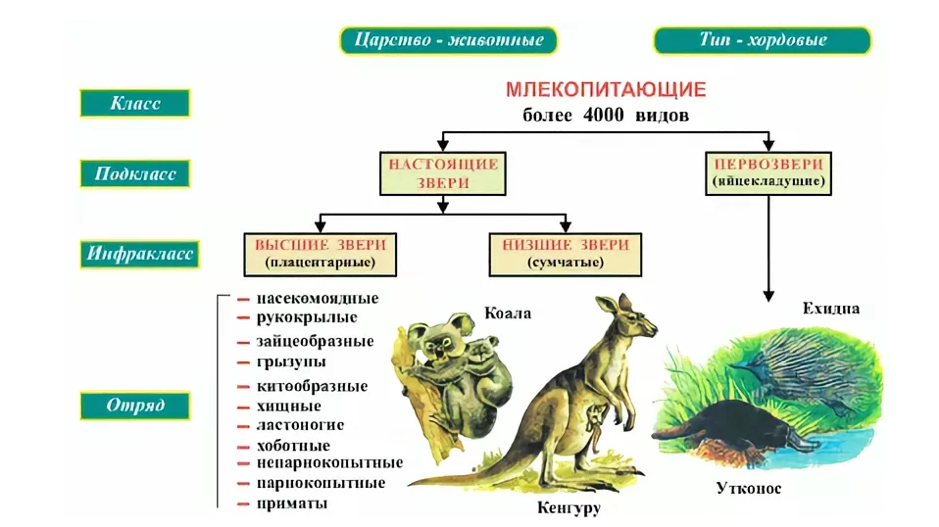 Царство - животные
Тип - хордовые
Класс
МЛЕКОПИТАЮЩИЕ
более 4000 видов
Подкласс
НАСТОЯЩИЕ
ЗВЕРИ
ПЕРВОЗВЕРИ
(яйцекладущие)
Инфракласс
ВЫСШИЕ ЗВЕРИ
(плацентарные)
НИЗШИЕ ЗВЕРИ
(сумчатые)
Отряд
– насекомоядные
– рукокрылые
– зайцеобразные
– грызуны
– китообразные
– хищные
– ластоногие
– хоботные
– непарнокопытные
– парнокопытные
– приматы
Коала
Кенгуру
Ехидна
Утконос